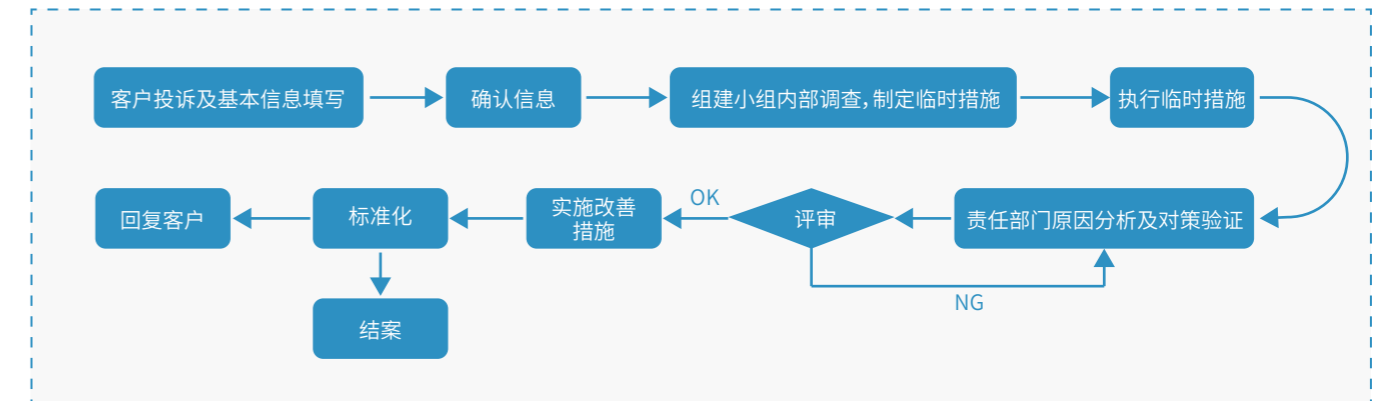 客户投诉及基本信息填写
确认信息
组建小组内部调查，制定临时措施
执行临时措施
责任部门原因分析及对策验证
评审
NG
OK
实施改善
措施
标准化
回复客户
结案